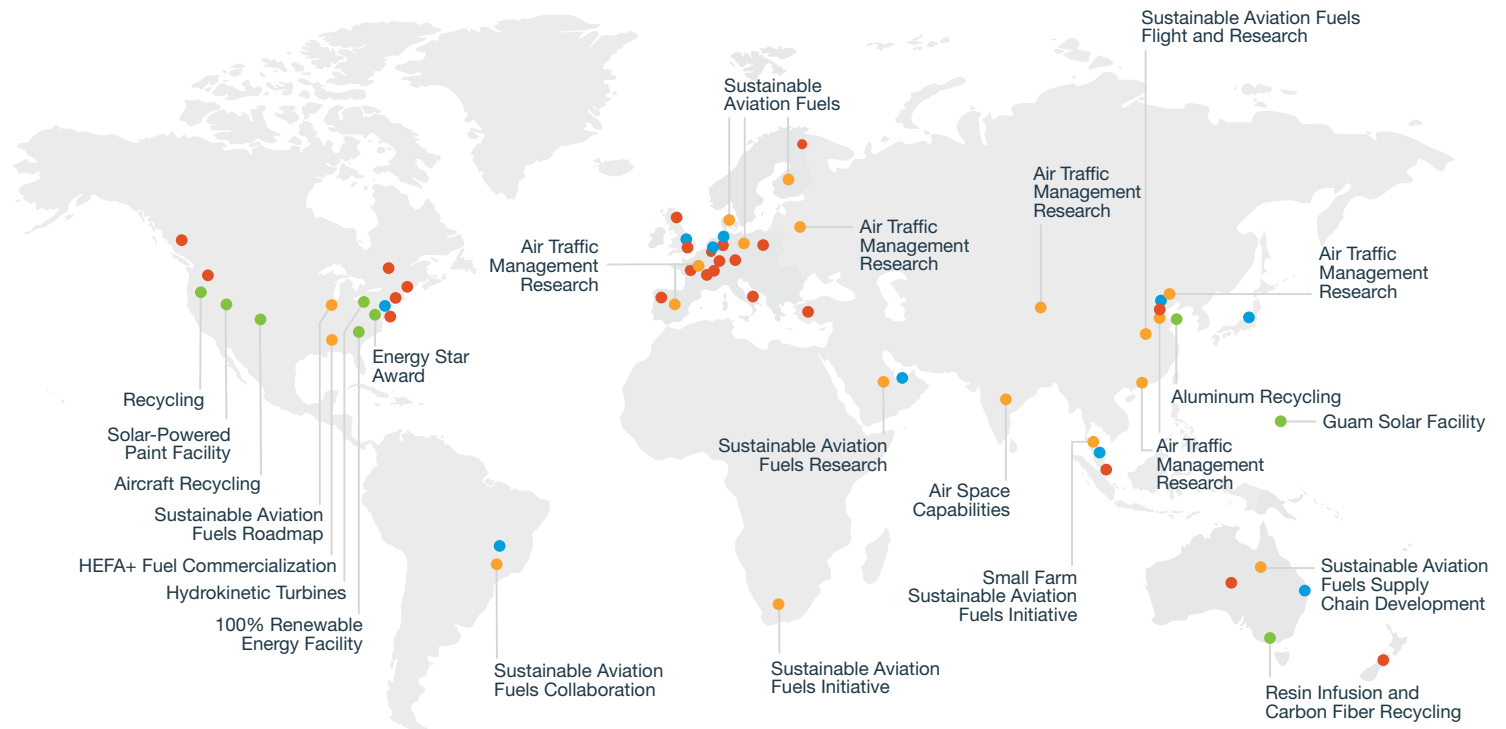 Sustainable Aviation Fuels
Flight and Research
Sustainable
Aviation Fuels
Air Traffic
Management
Research
Air Traffic
Management
Research
Air Traffic
Management
Research
Air Traffic
Management
Research
Energy Star
Award
Recycling
Solar-Powered
Paint Facility
Aircraft Recycling
Sustainable Aviation
Fuels Roadmap
HEFA+ Fuel Commercialization
Hydrokinetic Turbines
100% Renewable
Energy Facility
Sustainable Aviation
Fuels Collaboration
Sustainable Aviation
Fuels Research
Sustainable Aviation
Fuels Initiative
Air Space
Capabilities
Small Farm
Sustainable Aviation
Fuels Initiative
Aluminum Recycling
Guam Solar Facility
Air Traffic
Management
Research
Sustainable Aviation
Fuels Supply
Chain Development
Resin Infusion and
Carbon Fiber Recycling